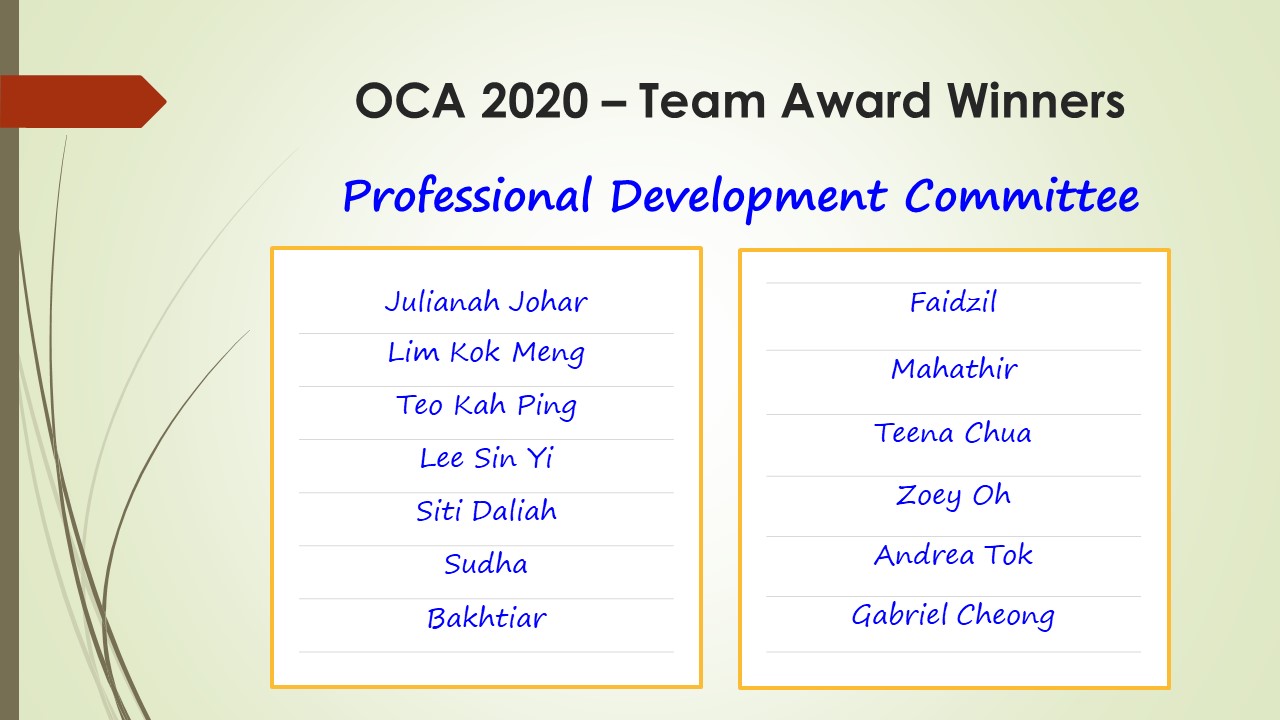 OCA 2020 – Team Award Winners
Professional Development Committee
Julianah Johar
Lim Kok Meng
Teo Kah Ping
Lee Sin Yi
Siti Daliah
Sudha
Bakhtiar
Faidzil
Mahathir
Teena Chua
Zoey Oh
Andrea Tok
Gabriel Cheong